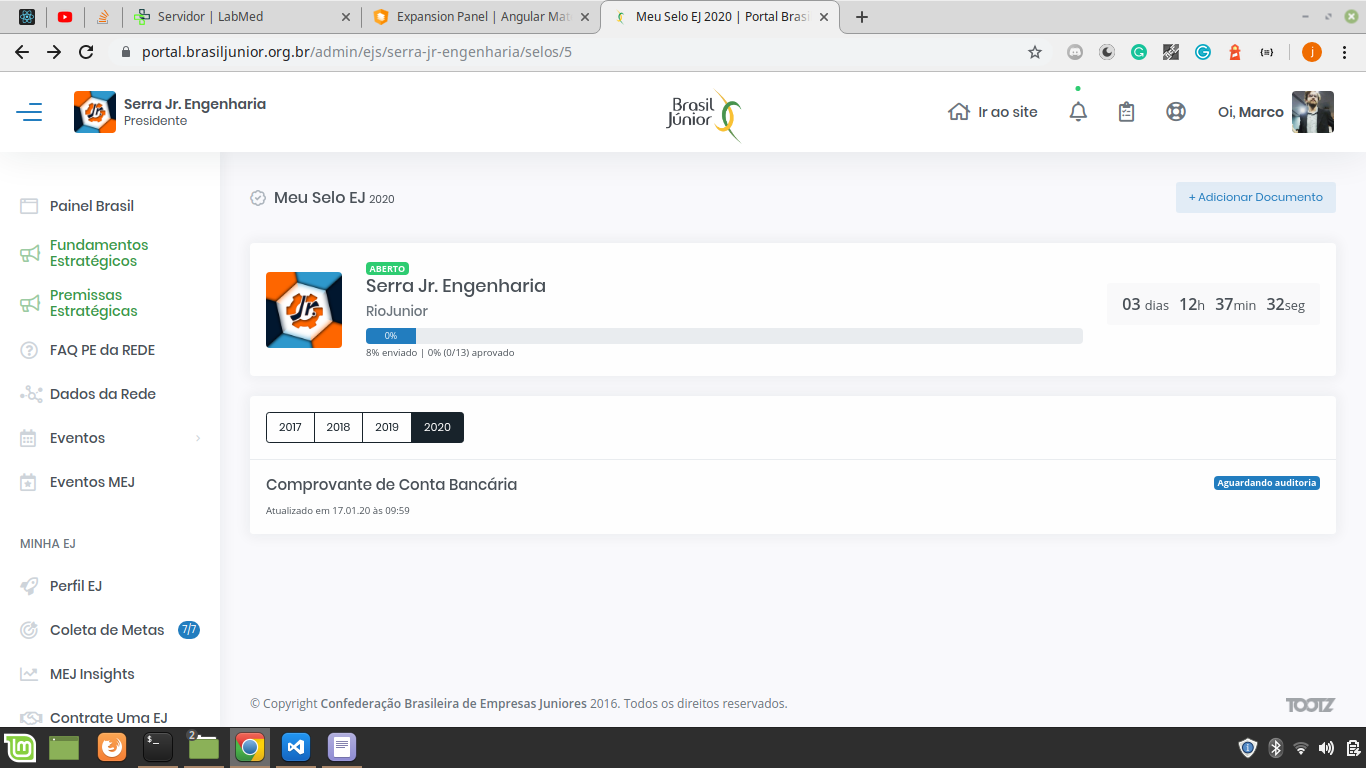 Servidor | LabMed
Expansion Panel | Angular Mat
Meu Selo EJ 2020 | Portal Brasi
portal.brasiljunior.org.br/admin/ejs/serra-jr-engenharia/selos/5
j
Serra Jr. Engenharia
Presidente
Brasil
Júnior
Ir ao site
Oi, Marco
Painel Brasil
Fundamentos
Estratégicos
Premissas
Estratégicas
FAQ PE da REDE
Dados da Rede
Eventos
Eventos MEJ
MINHA EJ
Perfil EJ
Coleta de Metas 7/7
MEJ Insights
Contrate Uma EJ
Meu Selo EJ 2020
+ Adicionar Documento
ABERTO
Serra Jr. Engenharia
RioJunior
0%
8% enviado | 0% (0/13) aprovado
Jr.
03 dias 12h 37min 32seg
2017 2018 2019 2020
Comprovante de Conta Bancária
Aguardando auditoria
Atualizado em 17.01.20 às 09:59
© Copyright Confederação Brasileira de Empresas Juniores 2016. Todos os direitos reservados.
TOOTZ
2